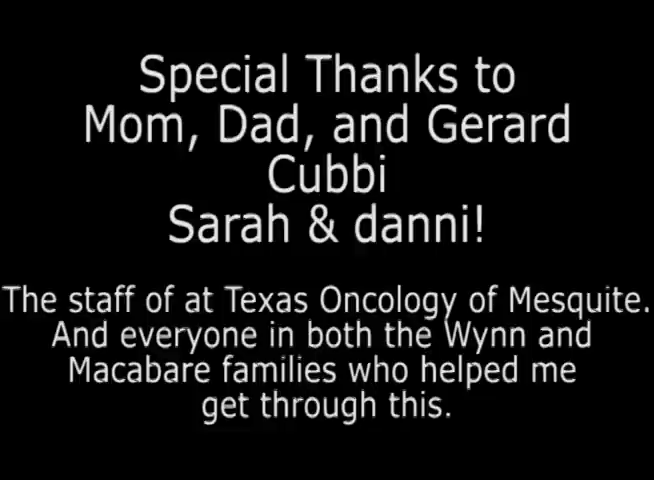 Special Thanks to
Mom, Dad, and Gerard
Cubbi
Sarah & danni!
The staff of at Texas Oncology of Mesquite.
And everyone in both the Wynn and
Macabare families who helped me
get through this.